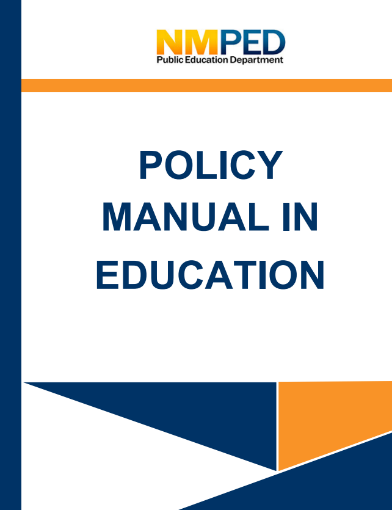 NMPED
Public Education Department
POLICY
MANUAL IN
EDUCATION